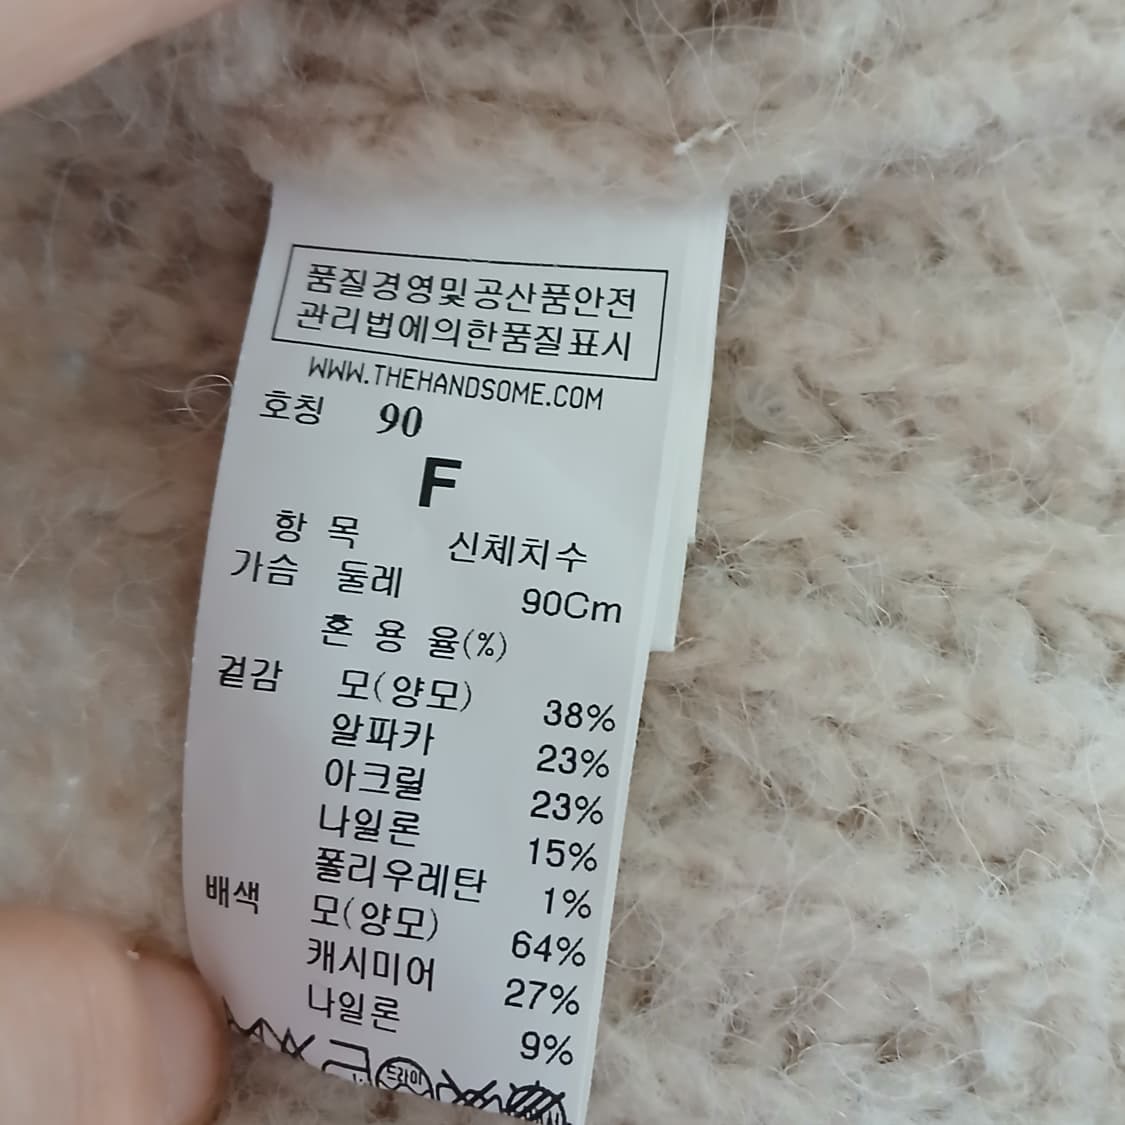 품질경영및공산품안전
관리법에의한품질표시
WWW.THEHANDSOME.COM
호칭 90
F
항 목 신체치수
가슴 둘레 90Cm
혼 용 율(%)
겉감 모(양모) 38%
알파카 23%
아크릴 23%
나일론 15%
폴리우레탄 1%
배색 모(양모) 64%
캐시미어 27%
나일론 9%
드라이